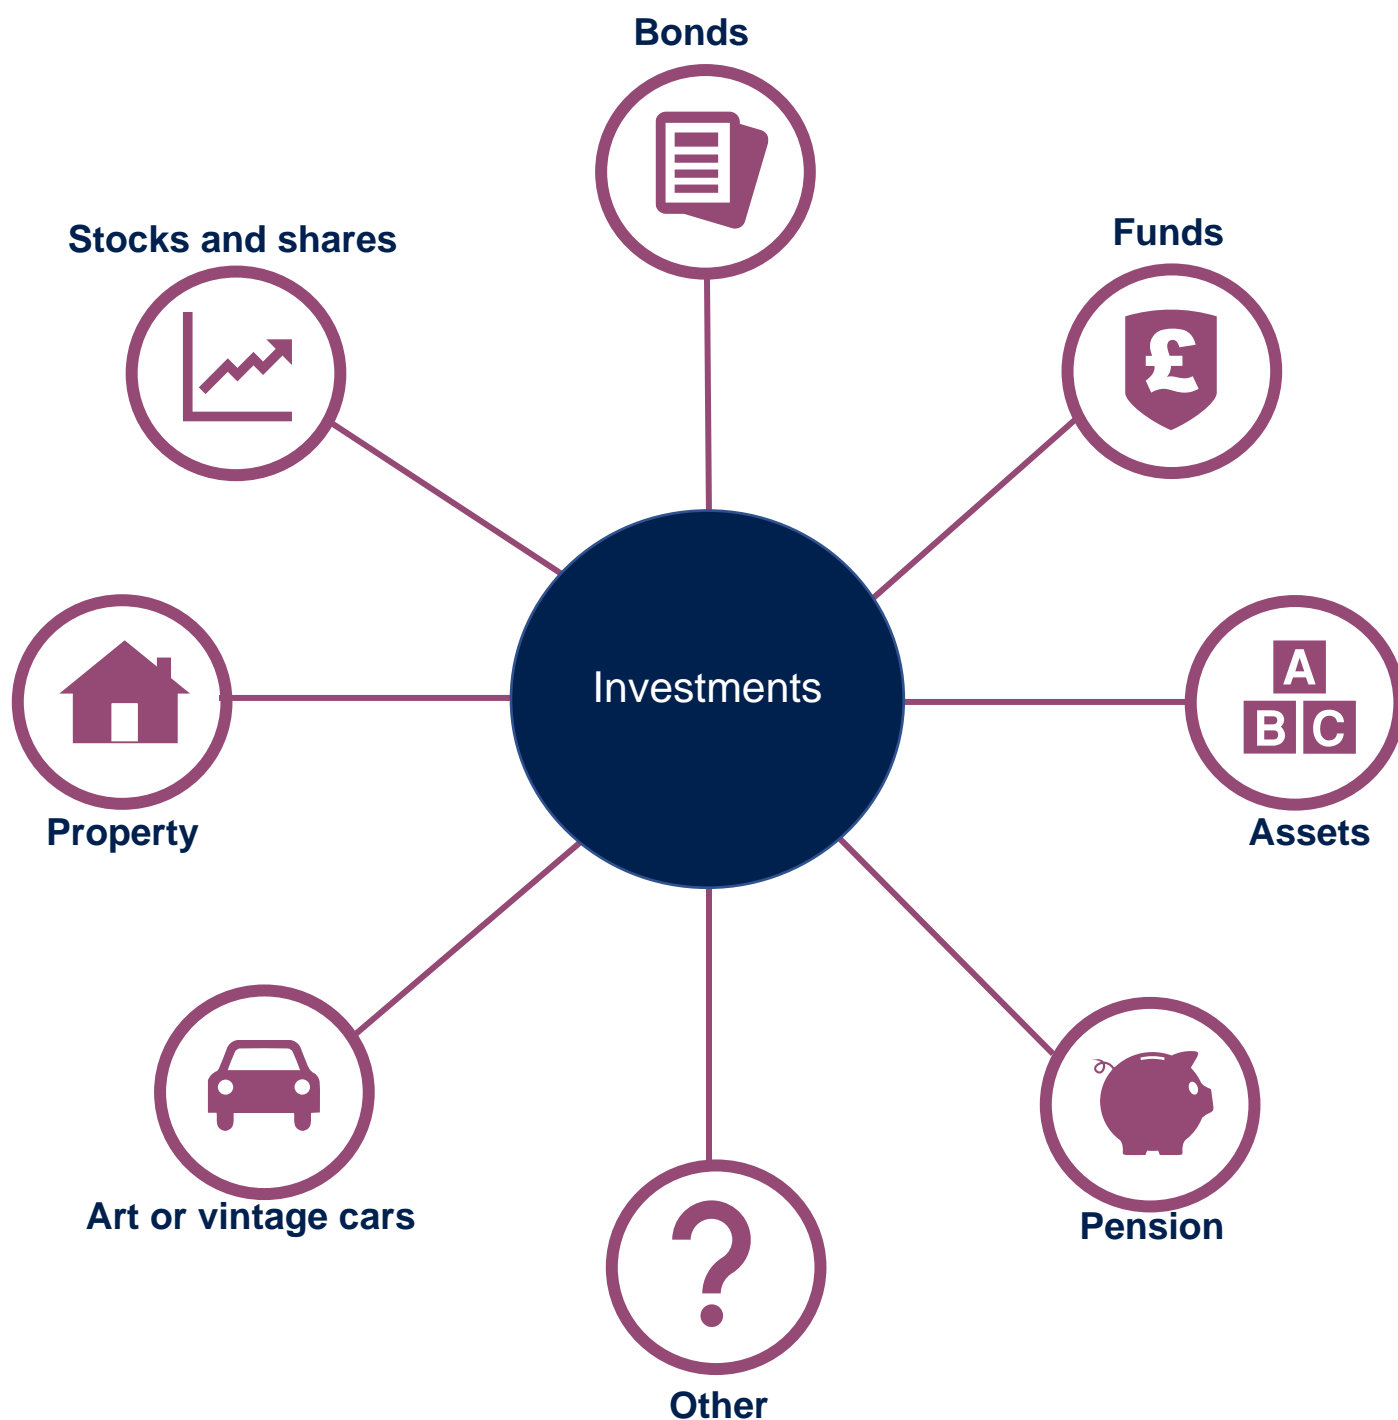 Bonds
Stocks and shares
Funds
£
Investments
A
B C
Property
Assets
Art or vintage cars
Pension
?
Other